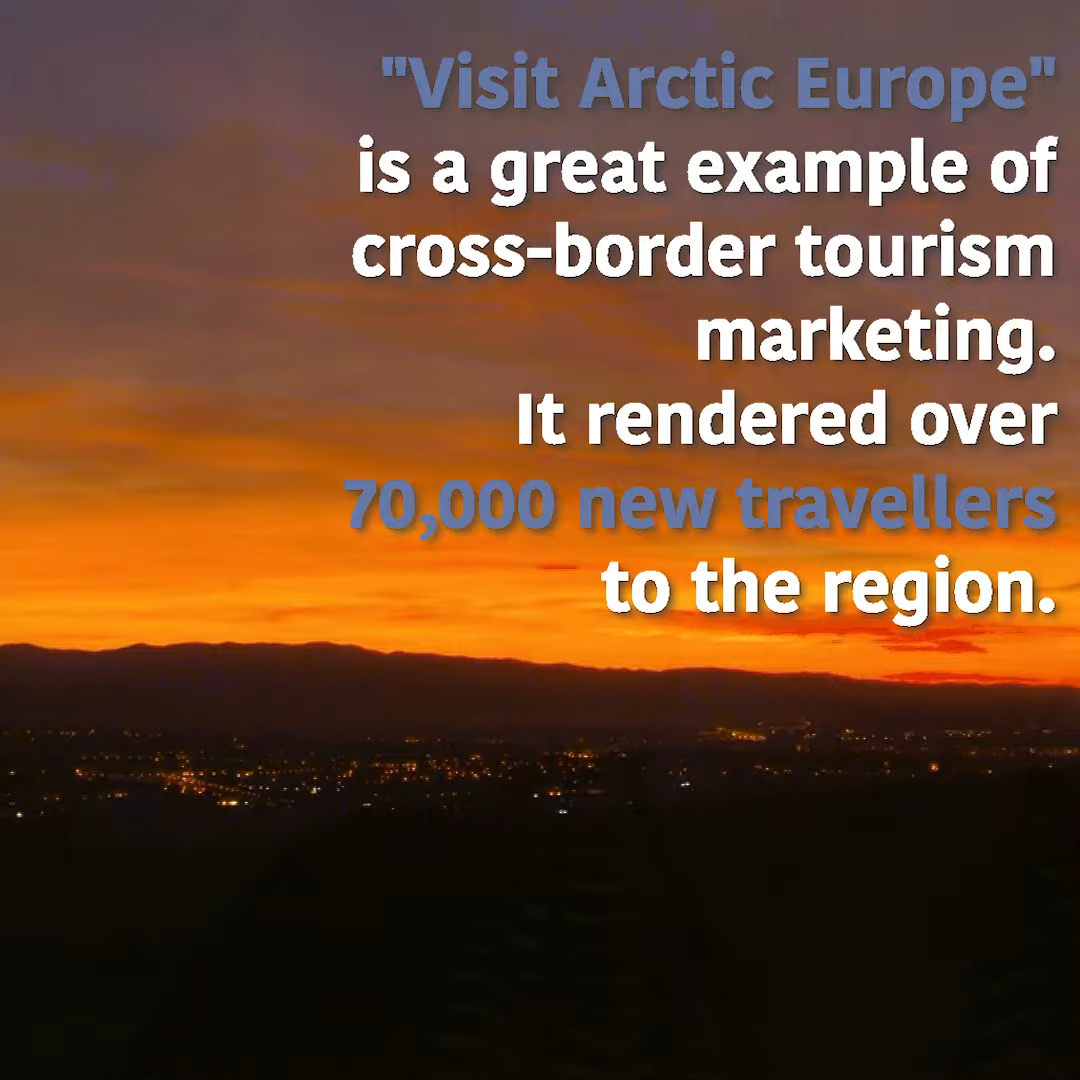 "Visit Arctic Europe"
is a great example of
cross-border tourism
marketing.
It rendered over
70,000 new travellers
to the region.